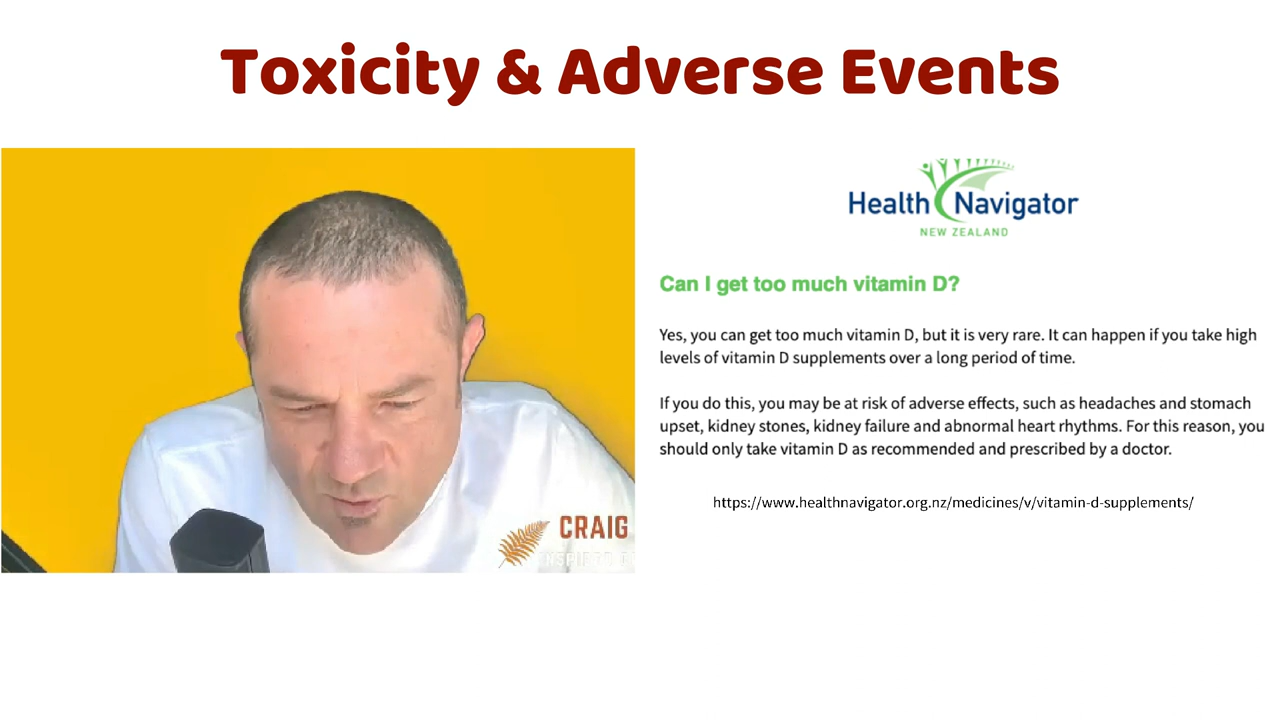 Toxicity & Adverse Events
Health Navigator
NEW ZEALAND
Can I get too much vitamin D?
Yes, you can get too much vitamin D, but it is very rare. It can happen if you take high
levels of vitamin D supplements over a long period of time.
If you do this, you may be at risk of adverse effects, such as headaches and stomach
upset, kidney stones, kidney failure and abnormal heart rhythms. For this reason, you
should only take vitamin D as recommended and prescribed by a doctor.
https://www.healthnavigator.org.nz/medicines/v/vitamin-d-supplements/
CRAIG